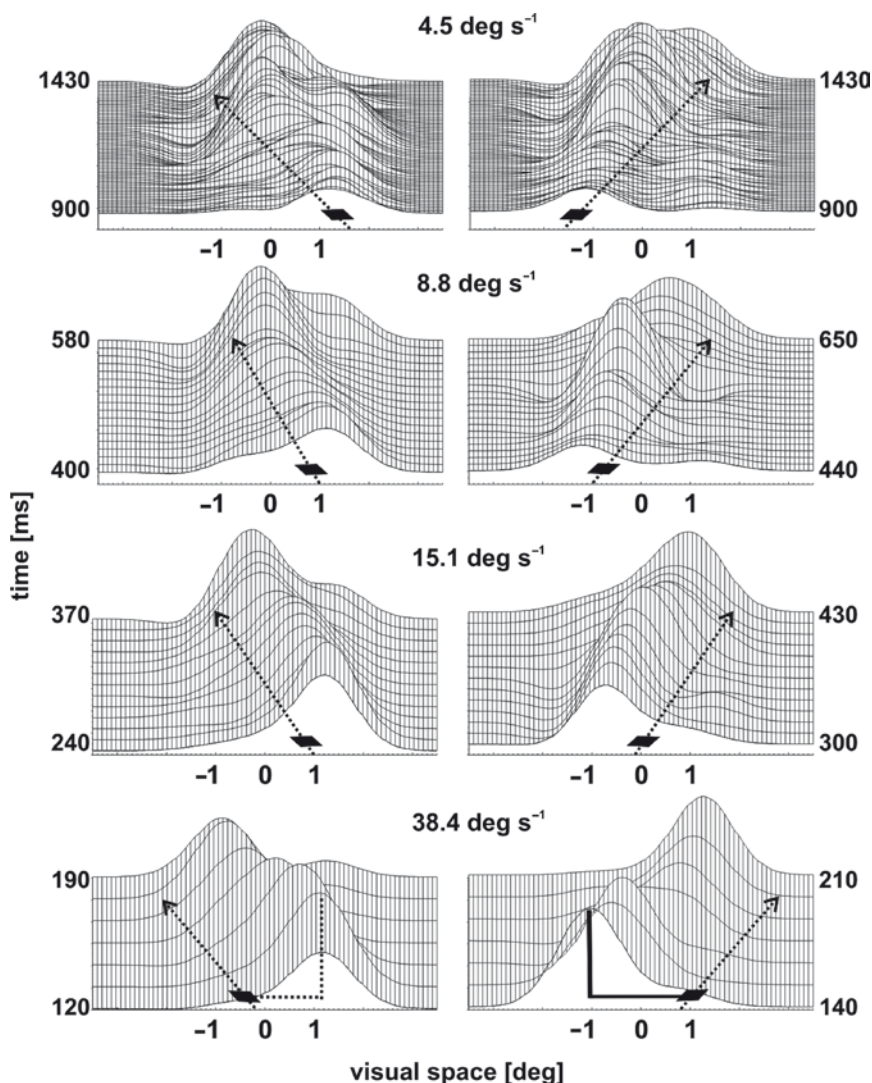 4.5 deg s⁻¹
1430 1430
900 900
−1 0 1 −1 0 1
8.8 deg s⁻¹
580 650
400 440
−1 0 1 −1 0 1
time [ms]
15.1 deg s⁻¹
370 430
240 300
−1 0 1 −1 0 1
38.4 deg s⁻¹
190 210
120 140
−1 0 1 −1 0 1
visual space [deg]